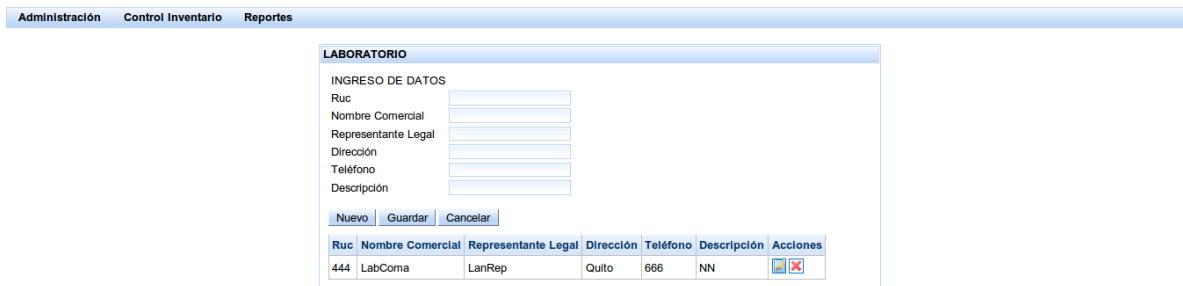 Administración Control Inventario Reportes
LABORATORIO
INGRESO DE DATOS
Ruc
Nombre Comercial
Representante Legal
Dirección
Teléfono
Descripción
Nuevo Guardar Cancelar
Ruc Nombre Comercial Representante Legal Dirección Teléfono Descripción Acciones
444 LabComa LanRep Quito 666 NN